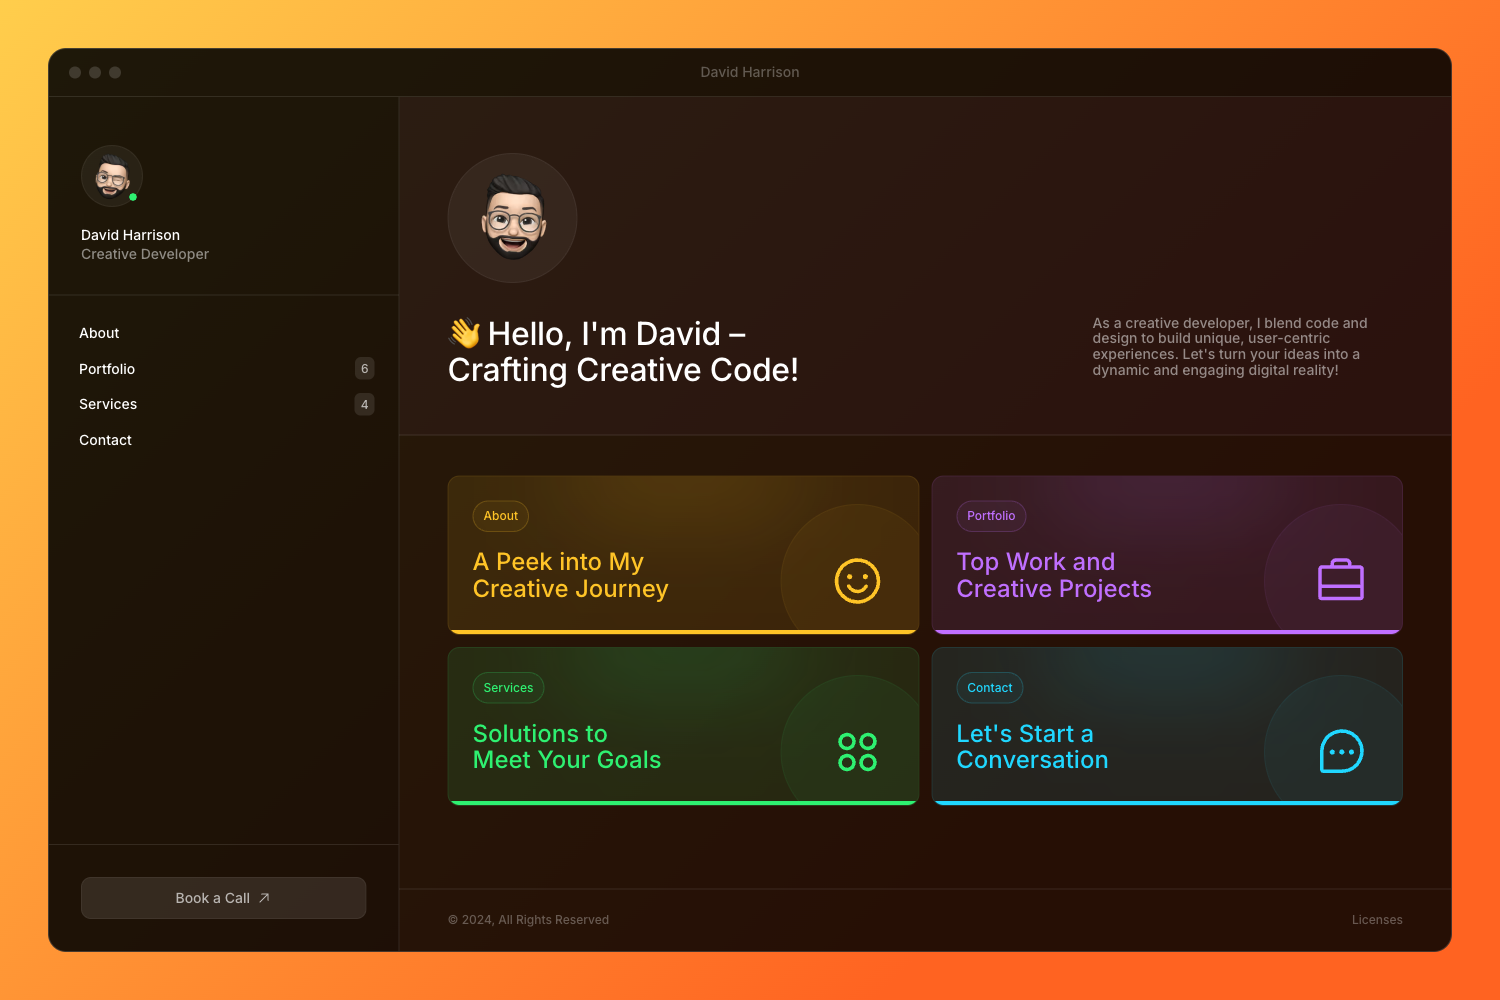 David Harrison
David Harrison
Creative Developer
About
Portfolio 6
Services 4
Contact
Book a Call
👋 Hello, I'm David –
Crafting Creative Code!
As a creative developer, I blend code and
design to build unique, user-centric
experiences. Let's turn your ideas into a
dynamic and engaging digital reality!
About
A Peek into My
Creative Journey
Portfolio
Top Work and
Creative Projects
Services
Solutions to
Meet Your Goals
Contact
Let's Start a
Conversation
© 2024, All Rights Reserved
Licenses